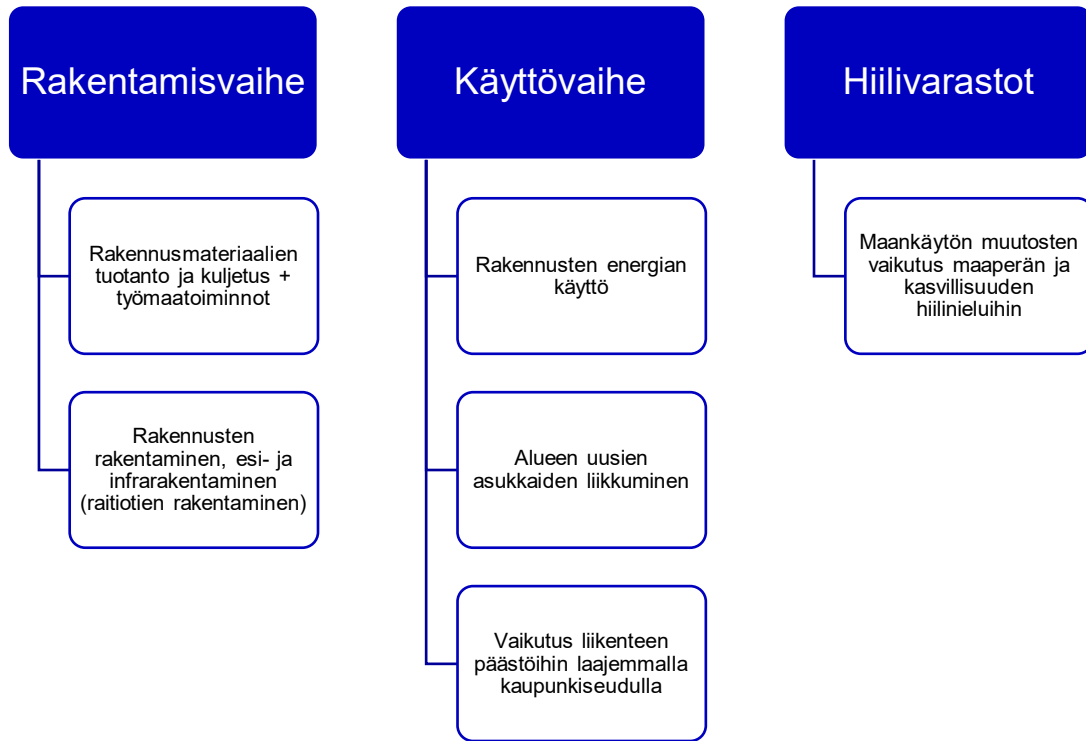 Rakentamisvaihe
Rakennusmateriaalien
tuotanto ja kuljetus +
työmaatoiminnot
Rakennusten
rakentaminen, esi- ja
infrarakentaminen
(raitiotien rakentaminen)
Käyttövaihe
Rakennusten energian
käyttö
Alueen uusien
asukkaiden liikkuminen
Vaikutus liikenteen
päästöihin laajemmalla
kaupunkiseudulla
Hiilivarastot
Maankäytön muutosten
vaikutus maaperän ja
kasvillisuuden
hiilinieluihin